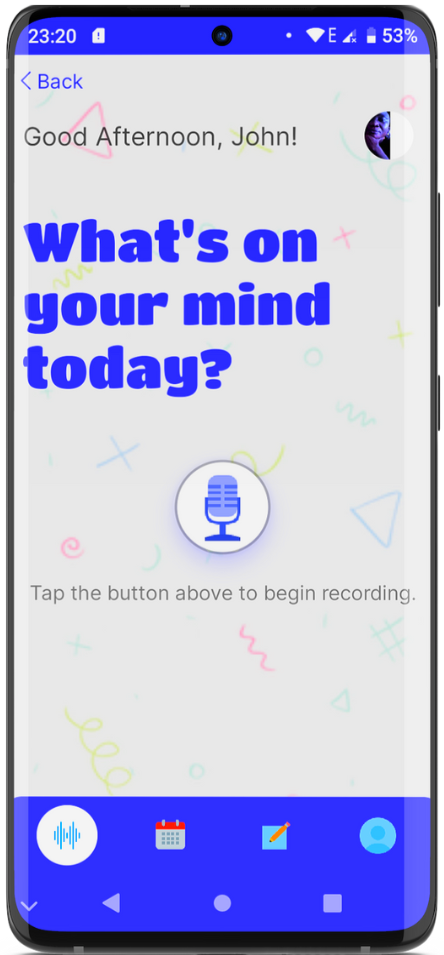 23:20 E 53%
Back
Good Afternoon, John!
What's on
your mind
today?
Tap the button above to begin recording.